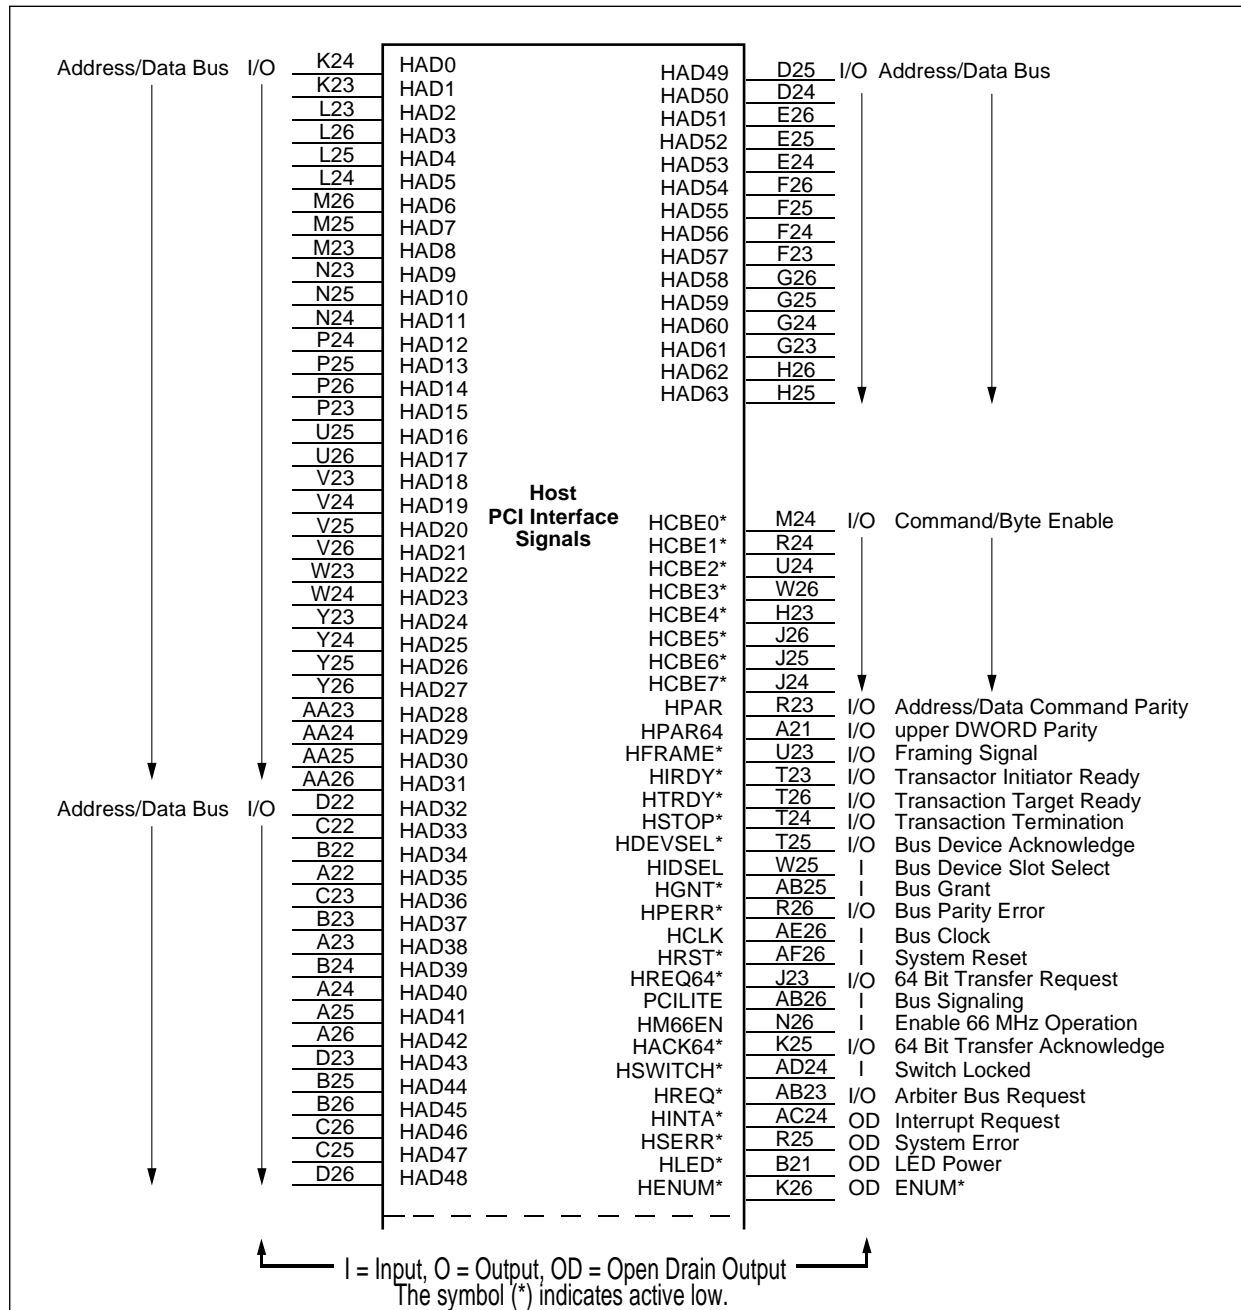 Address/Data Bus I/O K24 HAD0
K23 HAD1
L23 HAD2
L26 HAD3
L25 HAD4
L24 HAD5
M26 HAD6
M25 HAD7
M23 HAD8
N23 HAD9
N25 HAD10
N24 HAD11
P24 HAD12
P25 HAD13
P26 HAD14
P23 HAD15
U25 HAD16
U26 HAD17
V23 HAD18
V24 HAD19
V25 HAD20
V26 HAD21
W23 HAD22
W24 HAD23
Y23 HAD24
Y24 HAD25
Y25 HAD26
Y26 HAD27
AA23 HAD28
AA24 HAD29
AA25 HAD30
AA26 HAD31
Address/Data Bus I/O D22 HAD32
C22 HAD33
B22 HAD34
A22 HAD35
C23 HAD36
B23 HAD37
A23 HAD38
B24 HAD39
A24 HAD40
A25 HAD41
A26 HAD42
D23 HAD43
B25 HAD44
B26 HAD45
C26 HAD46
C25 HAD47
D26 HAD48
Host
PCI Interface
Signals
HAD49 D25 I/O Address/Data Bus
HAD50 D24
HAD51 E26
HAD52 E25
HAD53 E24
HAD54 F26
HAD55 F25
HAD56 F24
HAD57 F23
HAD58 G26
HAD59 G25
HAD60 G24
HAD61 G23
HAD62 H26
HAD63 H25
HCBE0* M24 I/O Command/Byte Enable
HCBE1* R24
HCBE2* U24
HCBE3* W26
HCBE4* H23
HCBE5* J26
HCBE6* J25
HCBE7* J24
HPAR R23 I/O Address/Data Command Parity
HPAR64 A21 I/O upper DWORD Parity
HFRAME* U23 I/O Framing Signal
HIRDY* T23 I/O Transactor Initiator Ready
HTRDY* T26 I/O Transaction Target Ready
HSTOP* T24 I/O Transaction Termination
HDEVSEL* T25 I/O Bus Device Acknowledge
HIDSEL W25 I Bus Device Slot Select
HGNT* AB25 I Bus Grant
HPERR* R26 I/O Bus Parity Error
HCLK AE26 I Bus Clock
HRST* AF26 I System Reset
HREQ64* J23 I/O 64 Bit Transfer Request
PCILITE AB26 I Bus Signaling
HM66EN N26 I Enable 66 MHz Operation
HACK64* K25 I/O 64 Bit Transfer Acknowledge
HSWITCH* AD24 I Switch Locked
HREQ* AB23 I/O Arbiter Bus Request
HINTA* AC24 OD Interrupt Request
HSERR* R25 OD System Error
HLED* B21 OD LED Power
HENUM* K26 OD ENUM*
I = Input, O = Output, OD = Open Drain Output
The symbol (*) indicates active low.